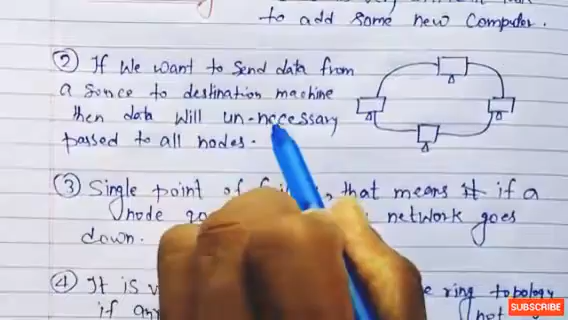 to add some new Computer.
② If We want to Send data from
a Source to destination machine
then data Will un-necessary
passed to all nodes.
③ Single point of that means if a
node network goes
down.
④ It is ring topology
if not
SUBSCRIBE